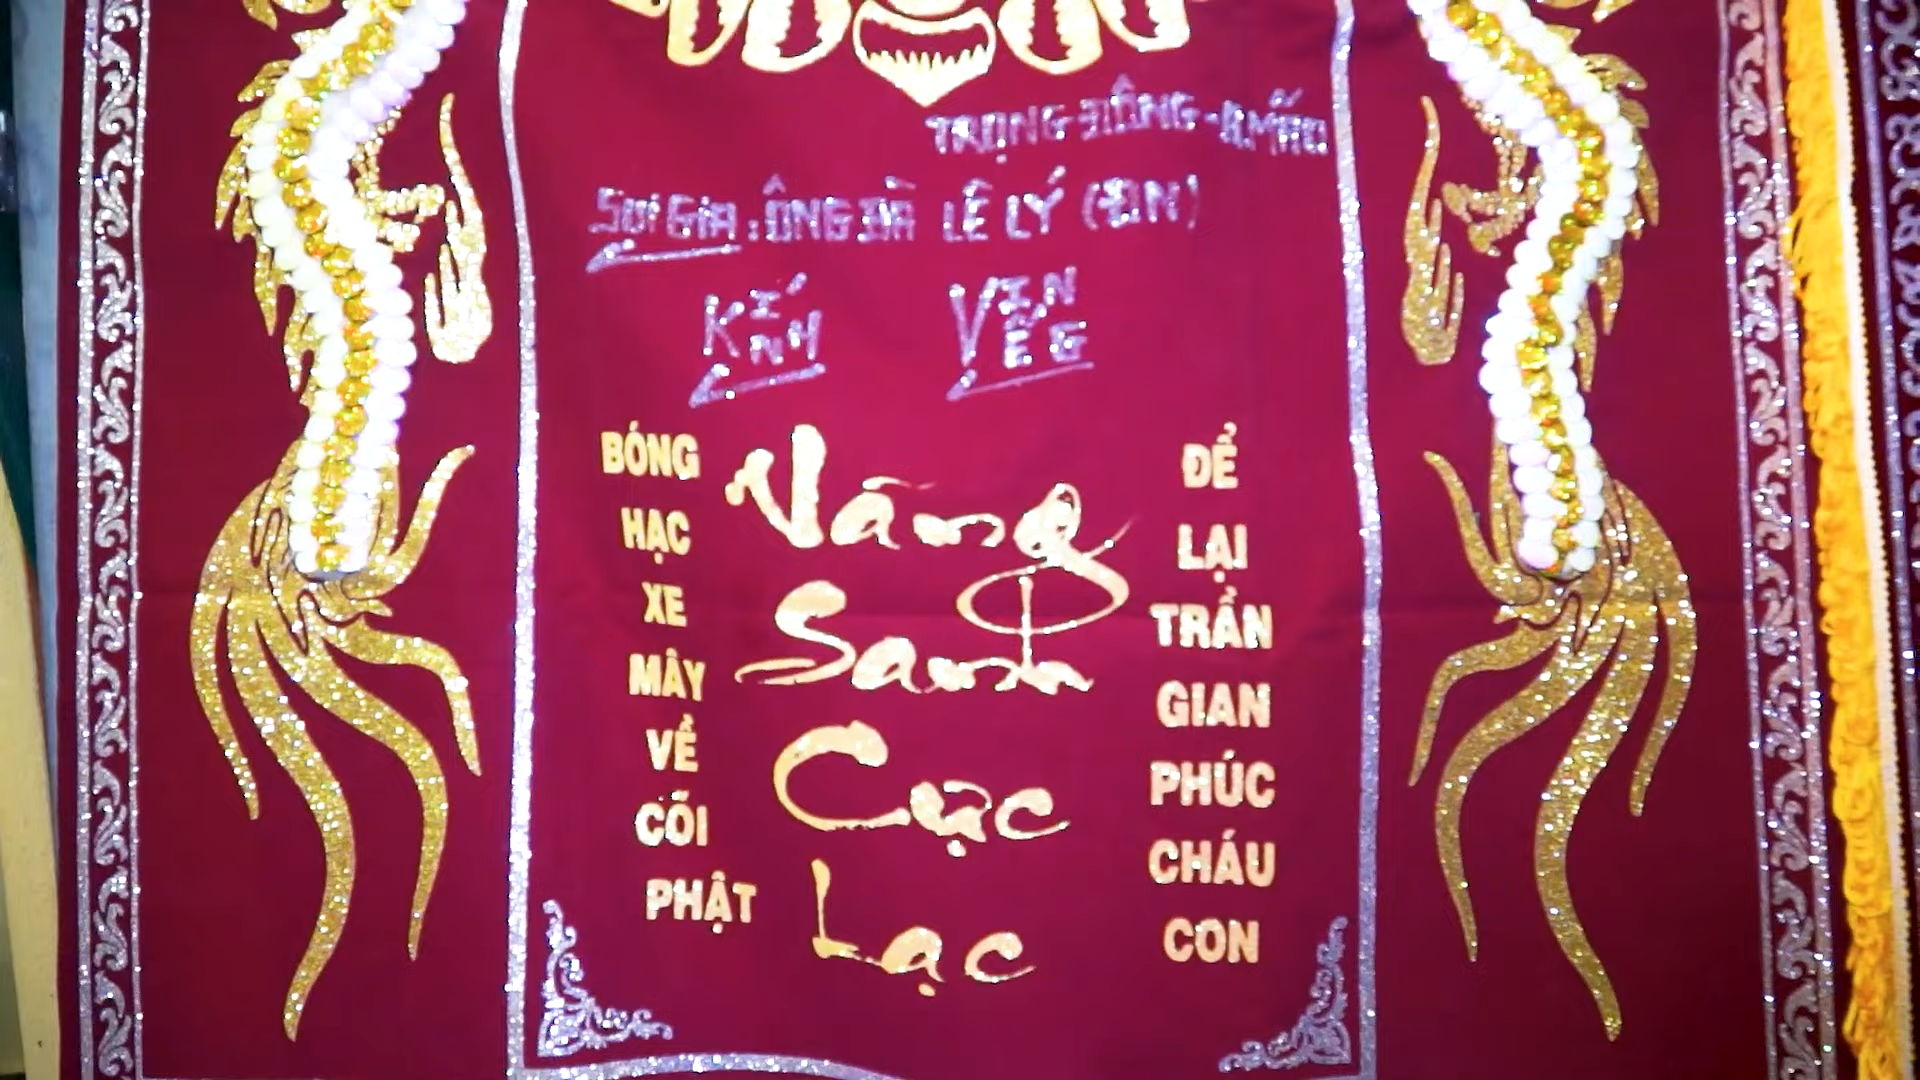 TRỌNG-ĐÔNG-
SUI GIA: ÔNG BÀ LÊ LÝ
KÍNH VIẾNG
BÓNG
HẠC
XE
MÂY
VỀ
CÕI
PHẬT
Vãng
Sanh
Cực
Lạc
ĐỂ
LẠI
TRẦN
GIAN
PHÚC
CHÁU
CON